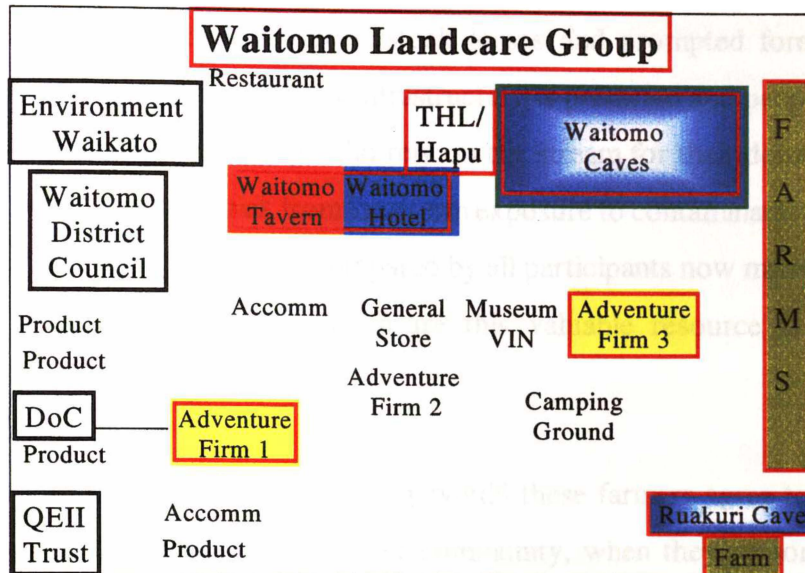 Waitomo Landcare Group
Restaurant
Environment
Waikato
THL/
Hapu
Waitomo
Caves
F
A
R
M
S
Waitomo
District
Council
Waitomo
Tavern
Waitomo
Hotel
Accomm
General
Store
Museum
VIN
Adventure
Firm 3
Product
Product
Adventure
Firm 2
Camping
Ground
DoC
Adventure
Firm 1
Product
QEII
Trust
Accomm
Product
Ruakuri Cave
Farm